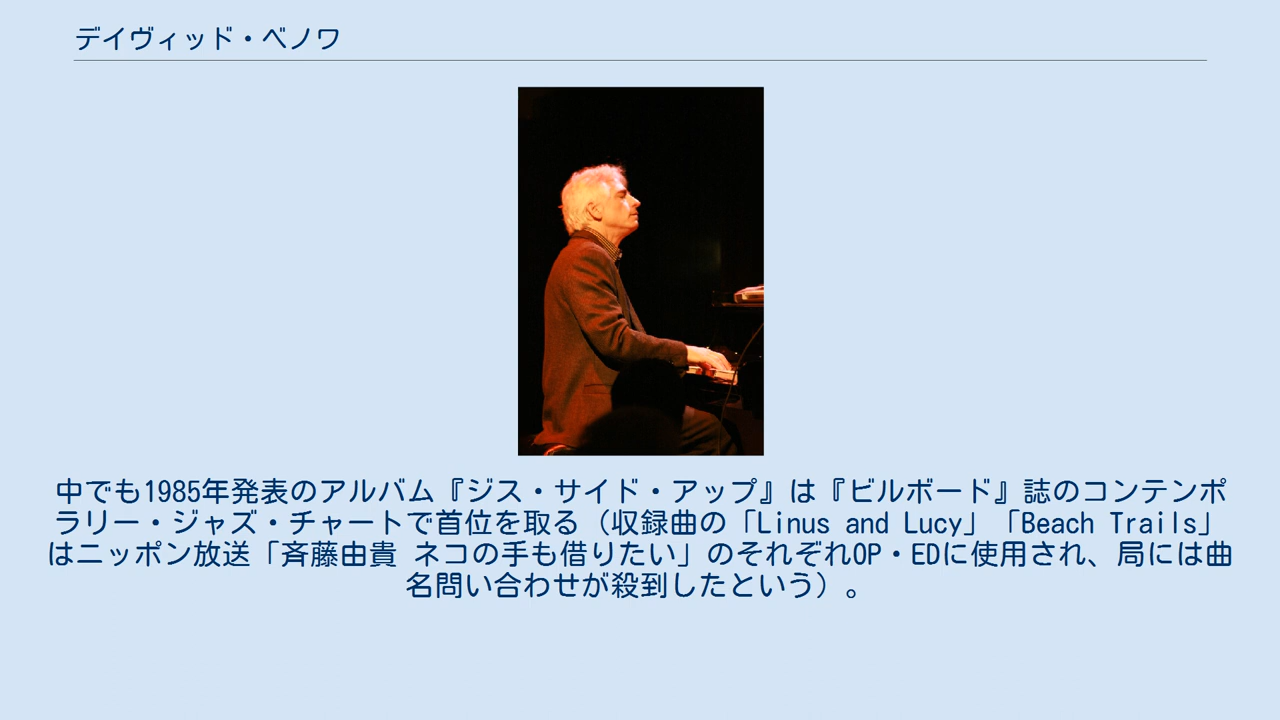 デイヴィッド・ベノワ
中でも1985年発表のアルバム『ジス・サイド・アップ』は『ビルボード』誌のコンテンポ
ラリー・ジャズ・チャートで首位を取る（収録曲の「Linus and Lucy」「Beach Trails」
はニッポン放送「斉藤由貴 ネコの手も借りたい」のそれぞれOP・EDに使用され、局には曲
名問い合わせが殺到したという）。